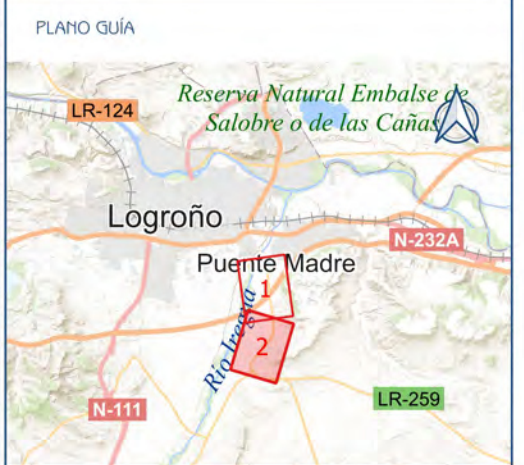 PLANO GUÍA
Reserva Natural Embalse de
Salobre o de las Cañas
LR-124
Logroño
N-232A
Puente Madre
1
Río Iregua
2
LR-259
N-111